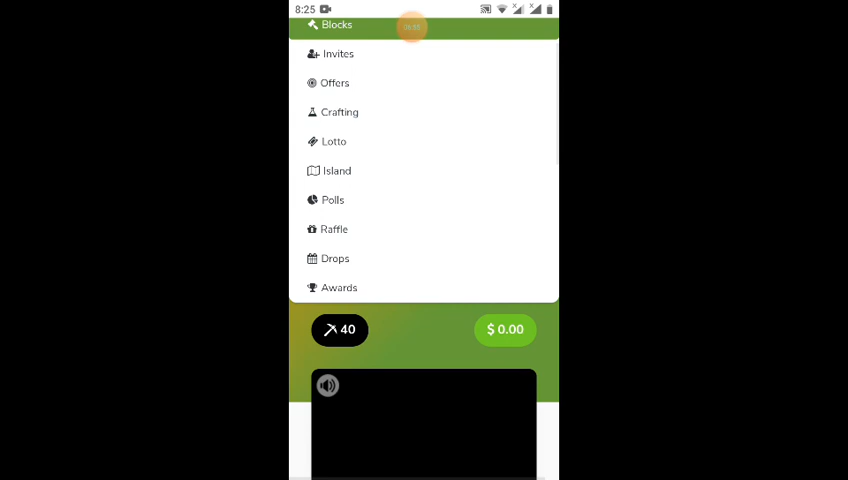 8:25
Blocks
Invites
Offers
Crafting
Lotto
Island
Polls
Raffle
Drops
Awards
40
$ 0.00